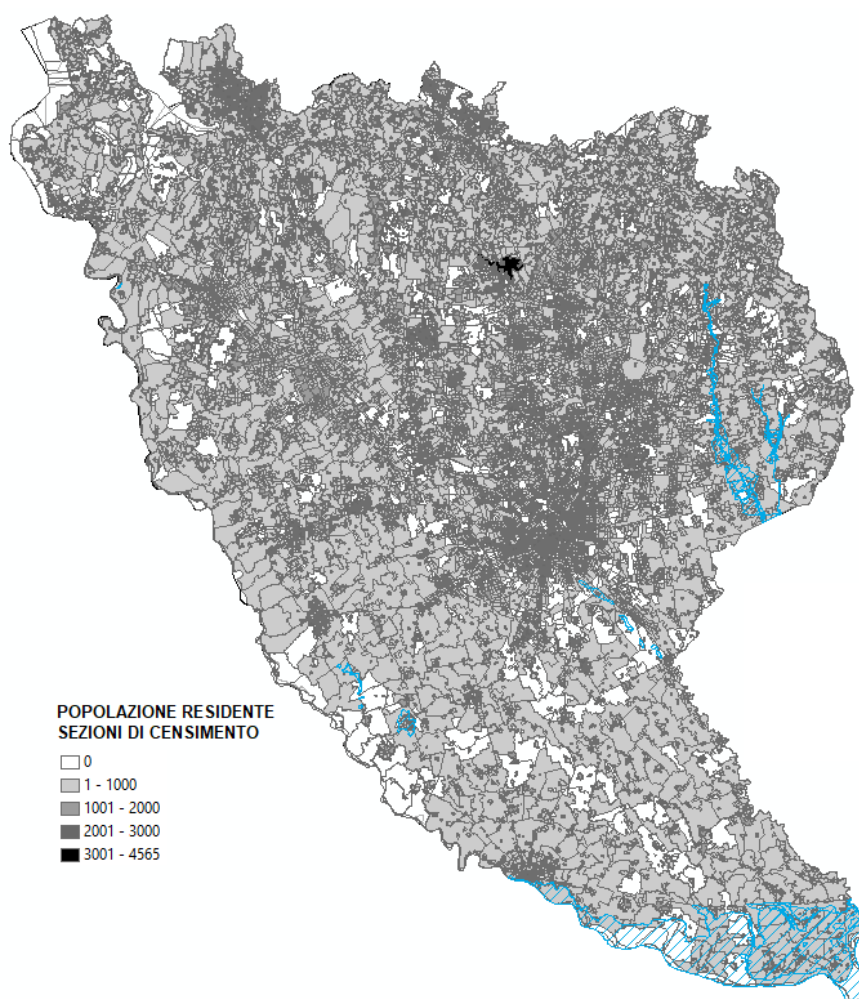 POPOLAZIONE RESIDENTE
SEZIONI DI CENSIMENTO
0
1 - 1000
1001 - 2000
2001 - 3000
3001 - 4565